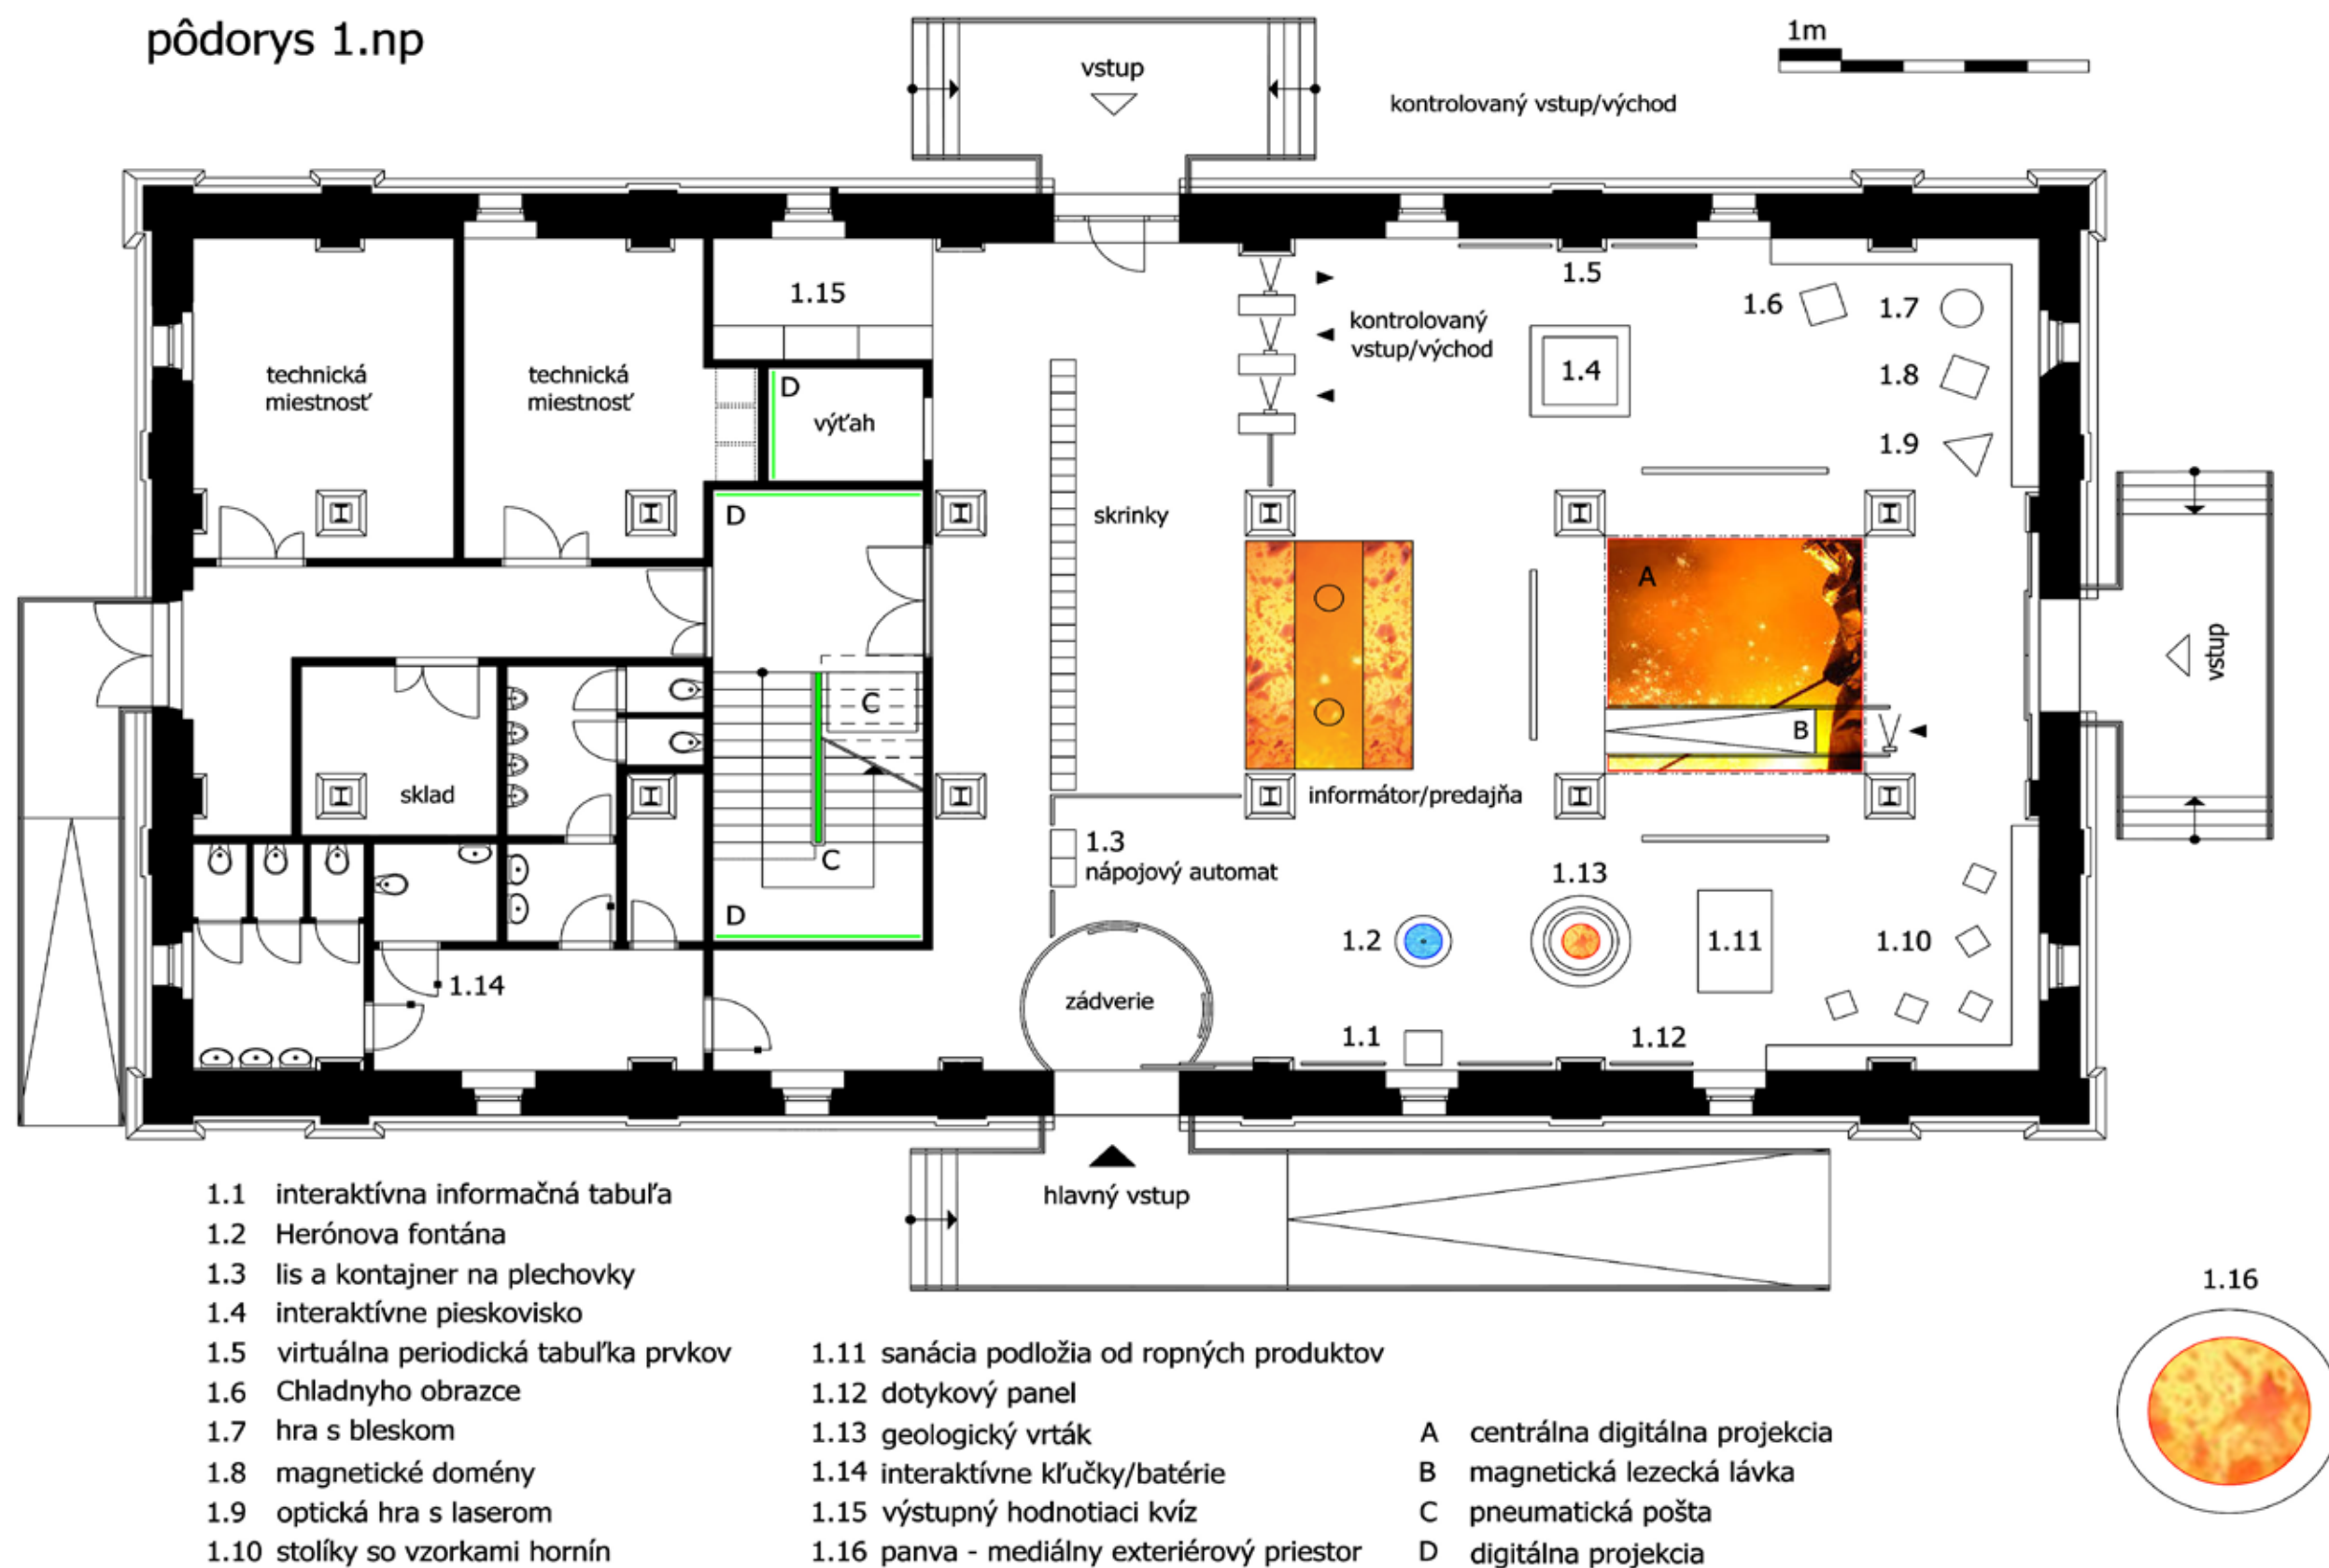 pôdorys 1.np
vstup
1m
kontrolovaný vstup/východ
1.15
technická
miestnosť
technická
miestnosť
D
výťah
kontrolovaný
vstup/východ
1.5
1.4
1.6
1.7
1.8
1.9
D
skrinky
A
vstup
C
B
sklad
informátor/predajňa
1.3
nápojový automat
C
D
1.13
1.2
1.11
1.10
1.14
zádverie
1.1
1.12
hlavný vstup
1.1 interaktívna informačná tabuľa
1.2 Herónova fontána
1.3 lis a kontajner na plechovky
1.4 interaktívne pieskovisko
1.5 virtuálna periodická tabuľka prvkov
1.6 Chladnyho obrazce
1.7 hra s bleskom
1.8 magnetické domény
1.9 optická hra s laserom
1.10 stolíky so vzorkami hornín
1.11 sanácia podložia od ropných produktov
1.12 dotykový panel
1.13 geologický vrták
1.14 interaktívne kľučky/batérie
1.15 výstupný hodnotiaci kvíz
1.16 panva - mediálny exteriérový priestor
A centrálna digitálna projekcia
B magnetická lezecká lávka
C pneumatická pošta
D digitálna projekcia
1.16